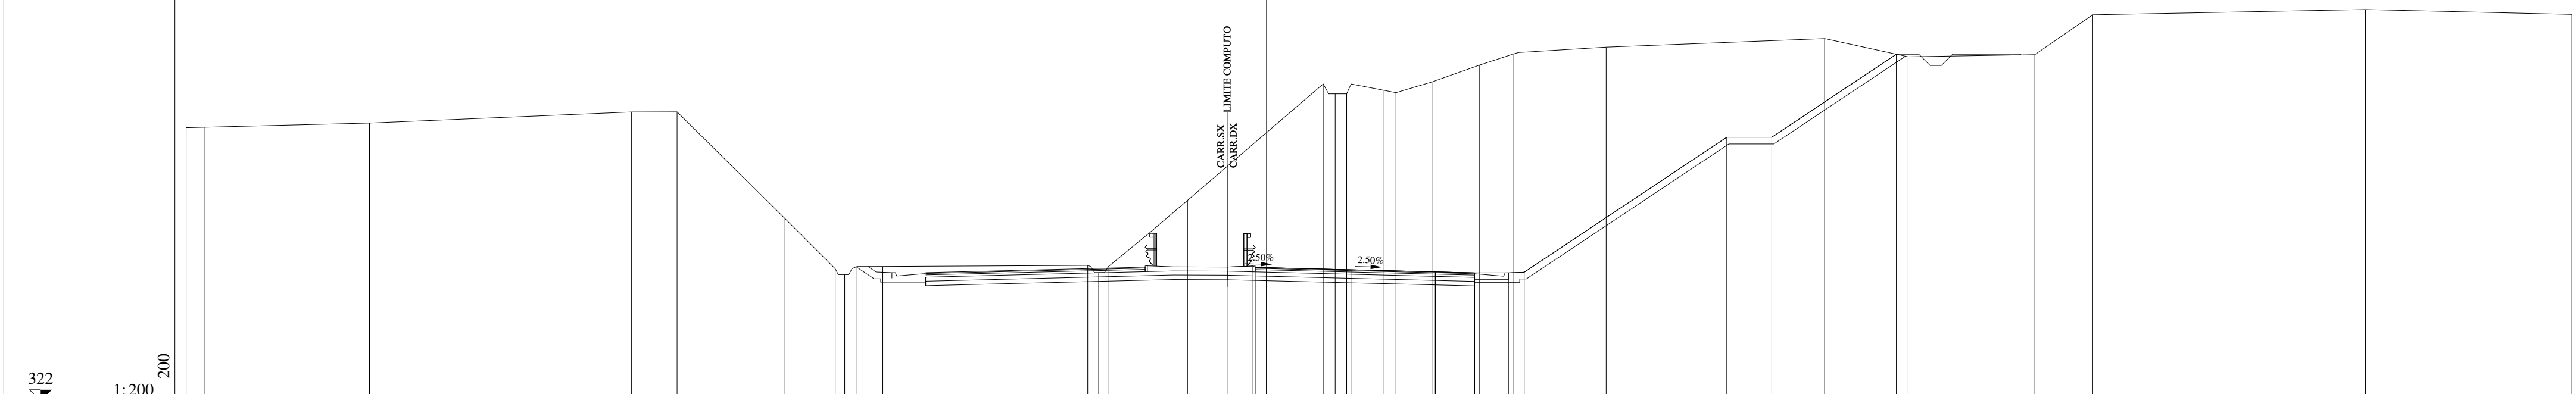 LIMITE COMPUTO
CARR.SX
CARR.DX
2.50%
2.50%
200
322
1:200